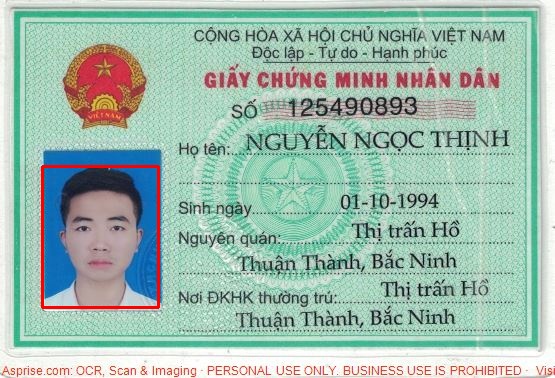 CỘNG HÒA XÃ HỘI CHỦ NGHĨA VIỆT NAM
Độc lập - Tự do - Hạnh phúc
GIẤY CHỨNG MINH NHÂN DÂN
SỐ 125490893
Họ tên: NGUYỄN NGỌC THỊNH
Sinh ngày 01-10-1994
Nguyên quán: Thị trấn Hồ
Thuận Thành, Bắc Ninh
Nơi ĐKHK thường trú: Thị trấn Hồ
Thuận Thành, Bắc Ninh
VIỆT NAM
Asprise.com: OCR, Scan & Imaging · PERSONAL USE ONLY. BUSINESS USE IS PROHIBITED ·